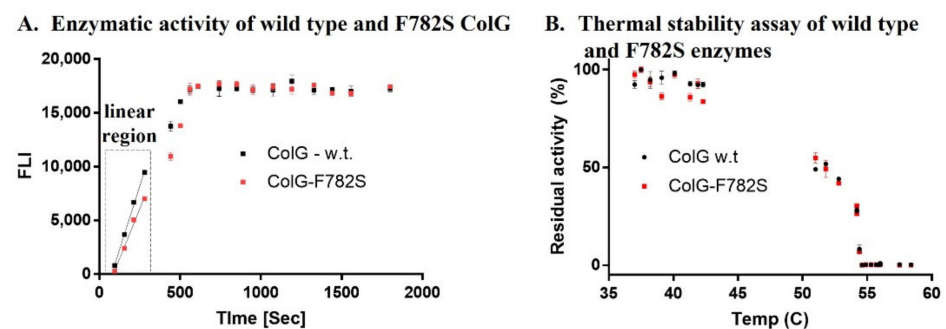 A. Enzymatic activity of wild type and F782S ColG
20,000
15,000
10,000
5,000
0
FLI
linear
region
ColG - w.t.
ColG-F782S
0
500
1000
1500
2000
TIme [Sec]
B. Thermal stability assay of wild type
and F782S enzymes
100
50
0
Residual activity (%)
ColG w.t
ColG-F782S
35
40
45
50
55
60
Temp (C)